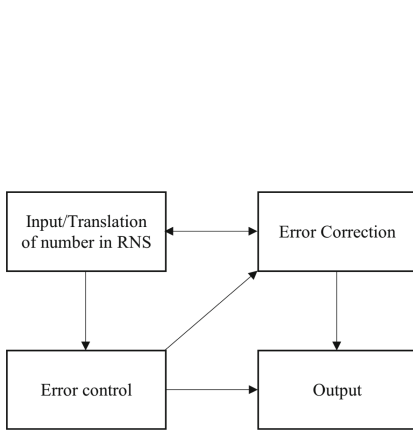 Input/Translation
of number in RNS
Error Correction
Error control
Output